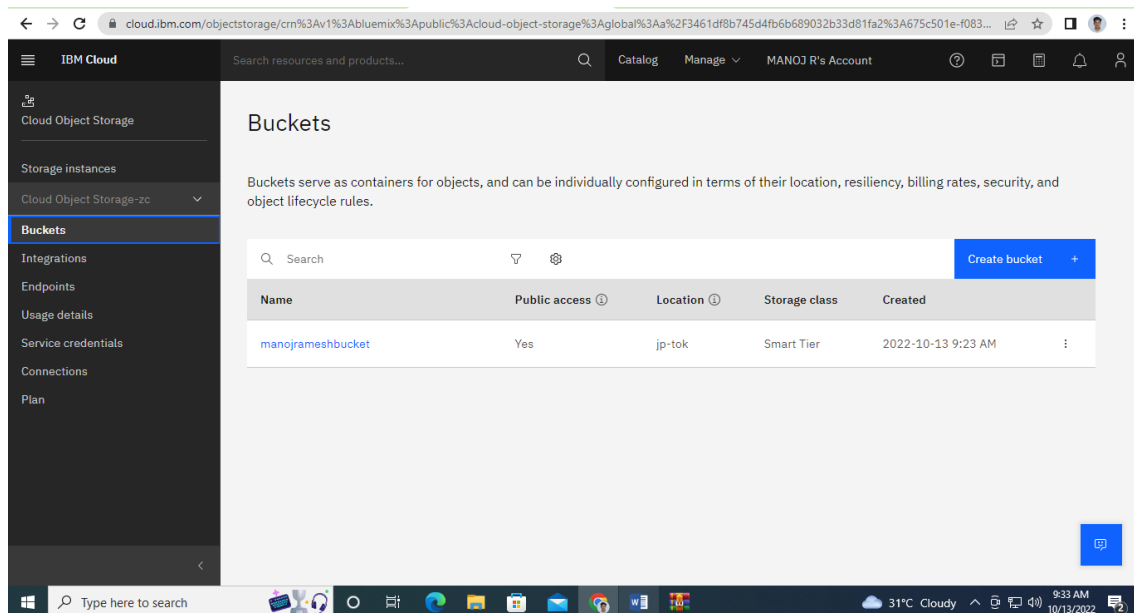 cloud.ibm.com/objectstorage/crn%3Av1%3Abluemix%3Apublic%3Acloud-object-storage%3Aglobal%3Aa%2F3461df8b745d4fb6b689032b33d81fa2%3A675c501e-f083...
IBM Cloud
Search resources and products...
Catalog
Manage
MANOJ R's Account
Cloud Object Storage
Storage instances
Cloud Object Storage-zc
Buckets
Integrations
Endpoints
Usage details
Service credentials
Connections
Plan
Buckets
Buckets serve as containers for objects, and can be individually configured in terms of their location, resiliency, billing rates, security, and
object lifecycle rules.
Search
Create bucket +
Name Public access Location Storage class Created
manojrameshbucket Yes jp-tok Smart Tier 2022-10-13 9:23 AM
Type here to search
31°C Cloudy
9:33 AM
10/13/2022